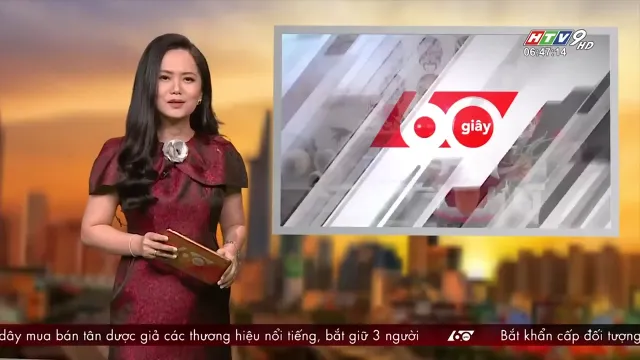 HTV9 HD
06:47:14
60 giây
dây mua bán tân dược giả các thương hiệu nổi tiếng, bắt giữ 3 người 60 Bắt khẩn cấp đối tượng